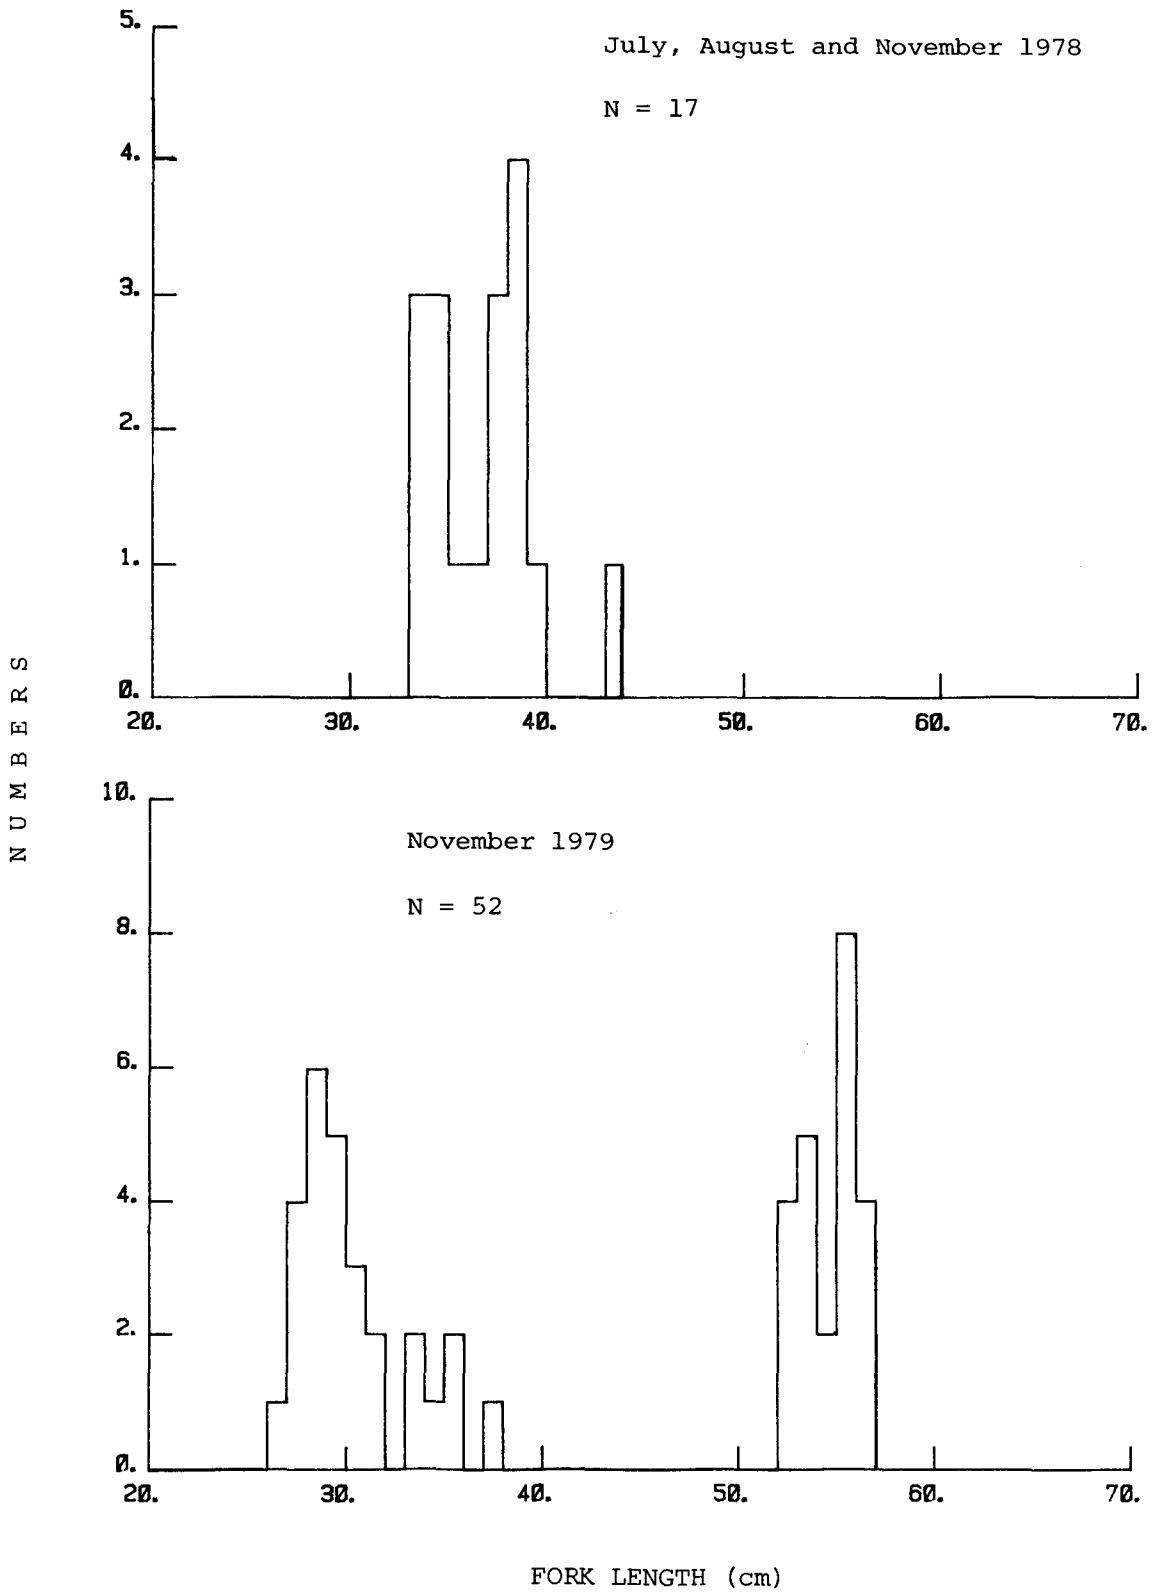 5.
July, August and November 1978
N = 17
4.
3.
2.
1.
0.
20. 30. 40. 50. 60. 70.
NUMBERS
10.
November 1979
N = 52
8.
6.
4.
2.
0.
20. 30. 40. 50. 60. 70.
FORK LENGTH (cm)